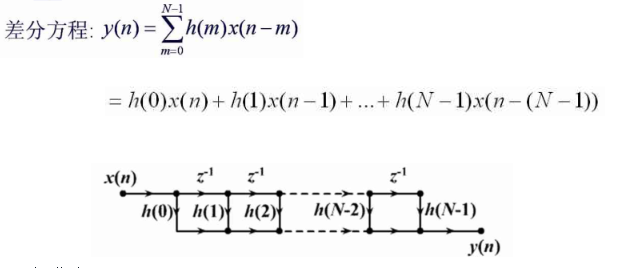 差分方程: y(n) = \sum_{m=0}^{N-1} h(m)x(n-m)
= h(0)x(n) + h(1)x(n-1) + ... + h(N-1)x(n-(N-1))
x(n) z^{-1} z^{-1} z^{-1}
h(0) h(1) h(2) h(N-2) h(N-1)
y(n)